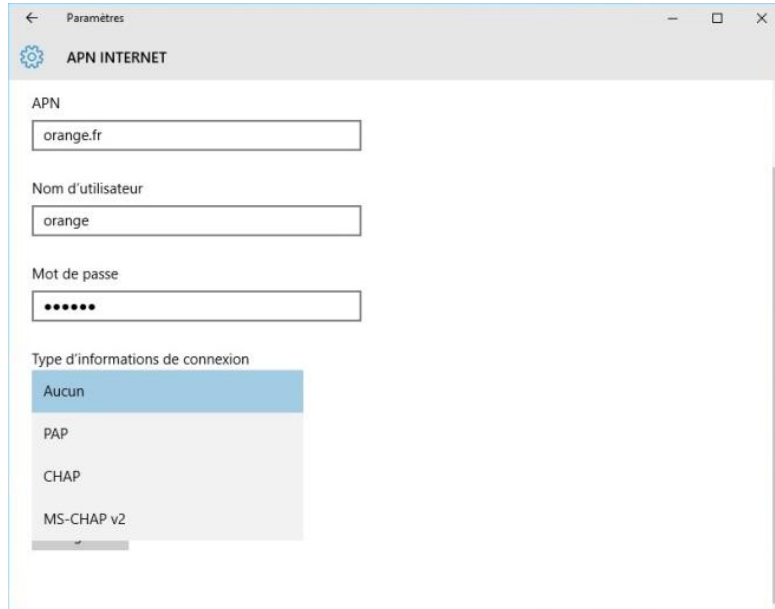 Paramètres
APN INTERNET
APN
orange.fr
Nom d'utilisateur
orange
Mot de passe
••••••
Type d'informations de connexion
Aucun
PAP
CHAP
MS-CHAP v2